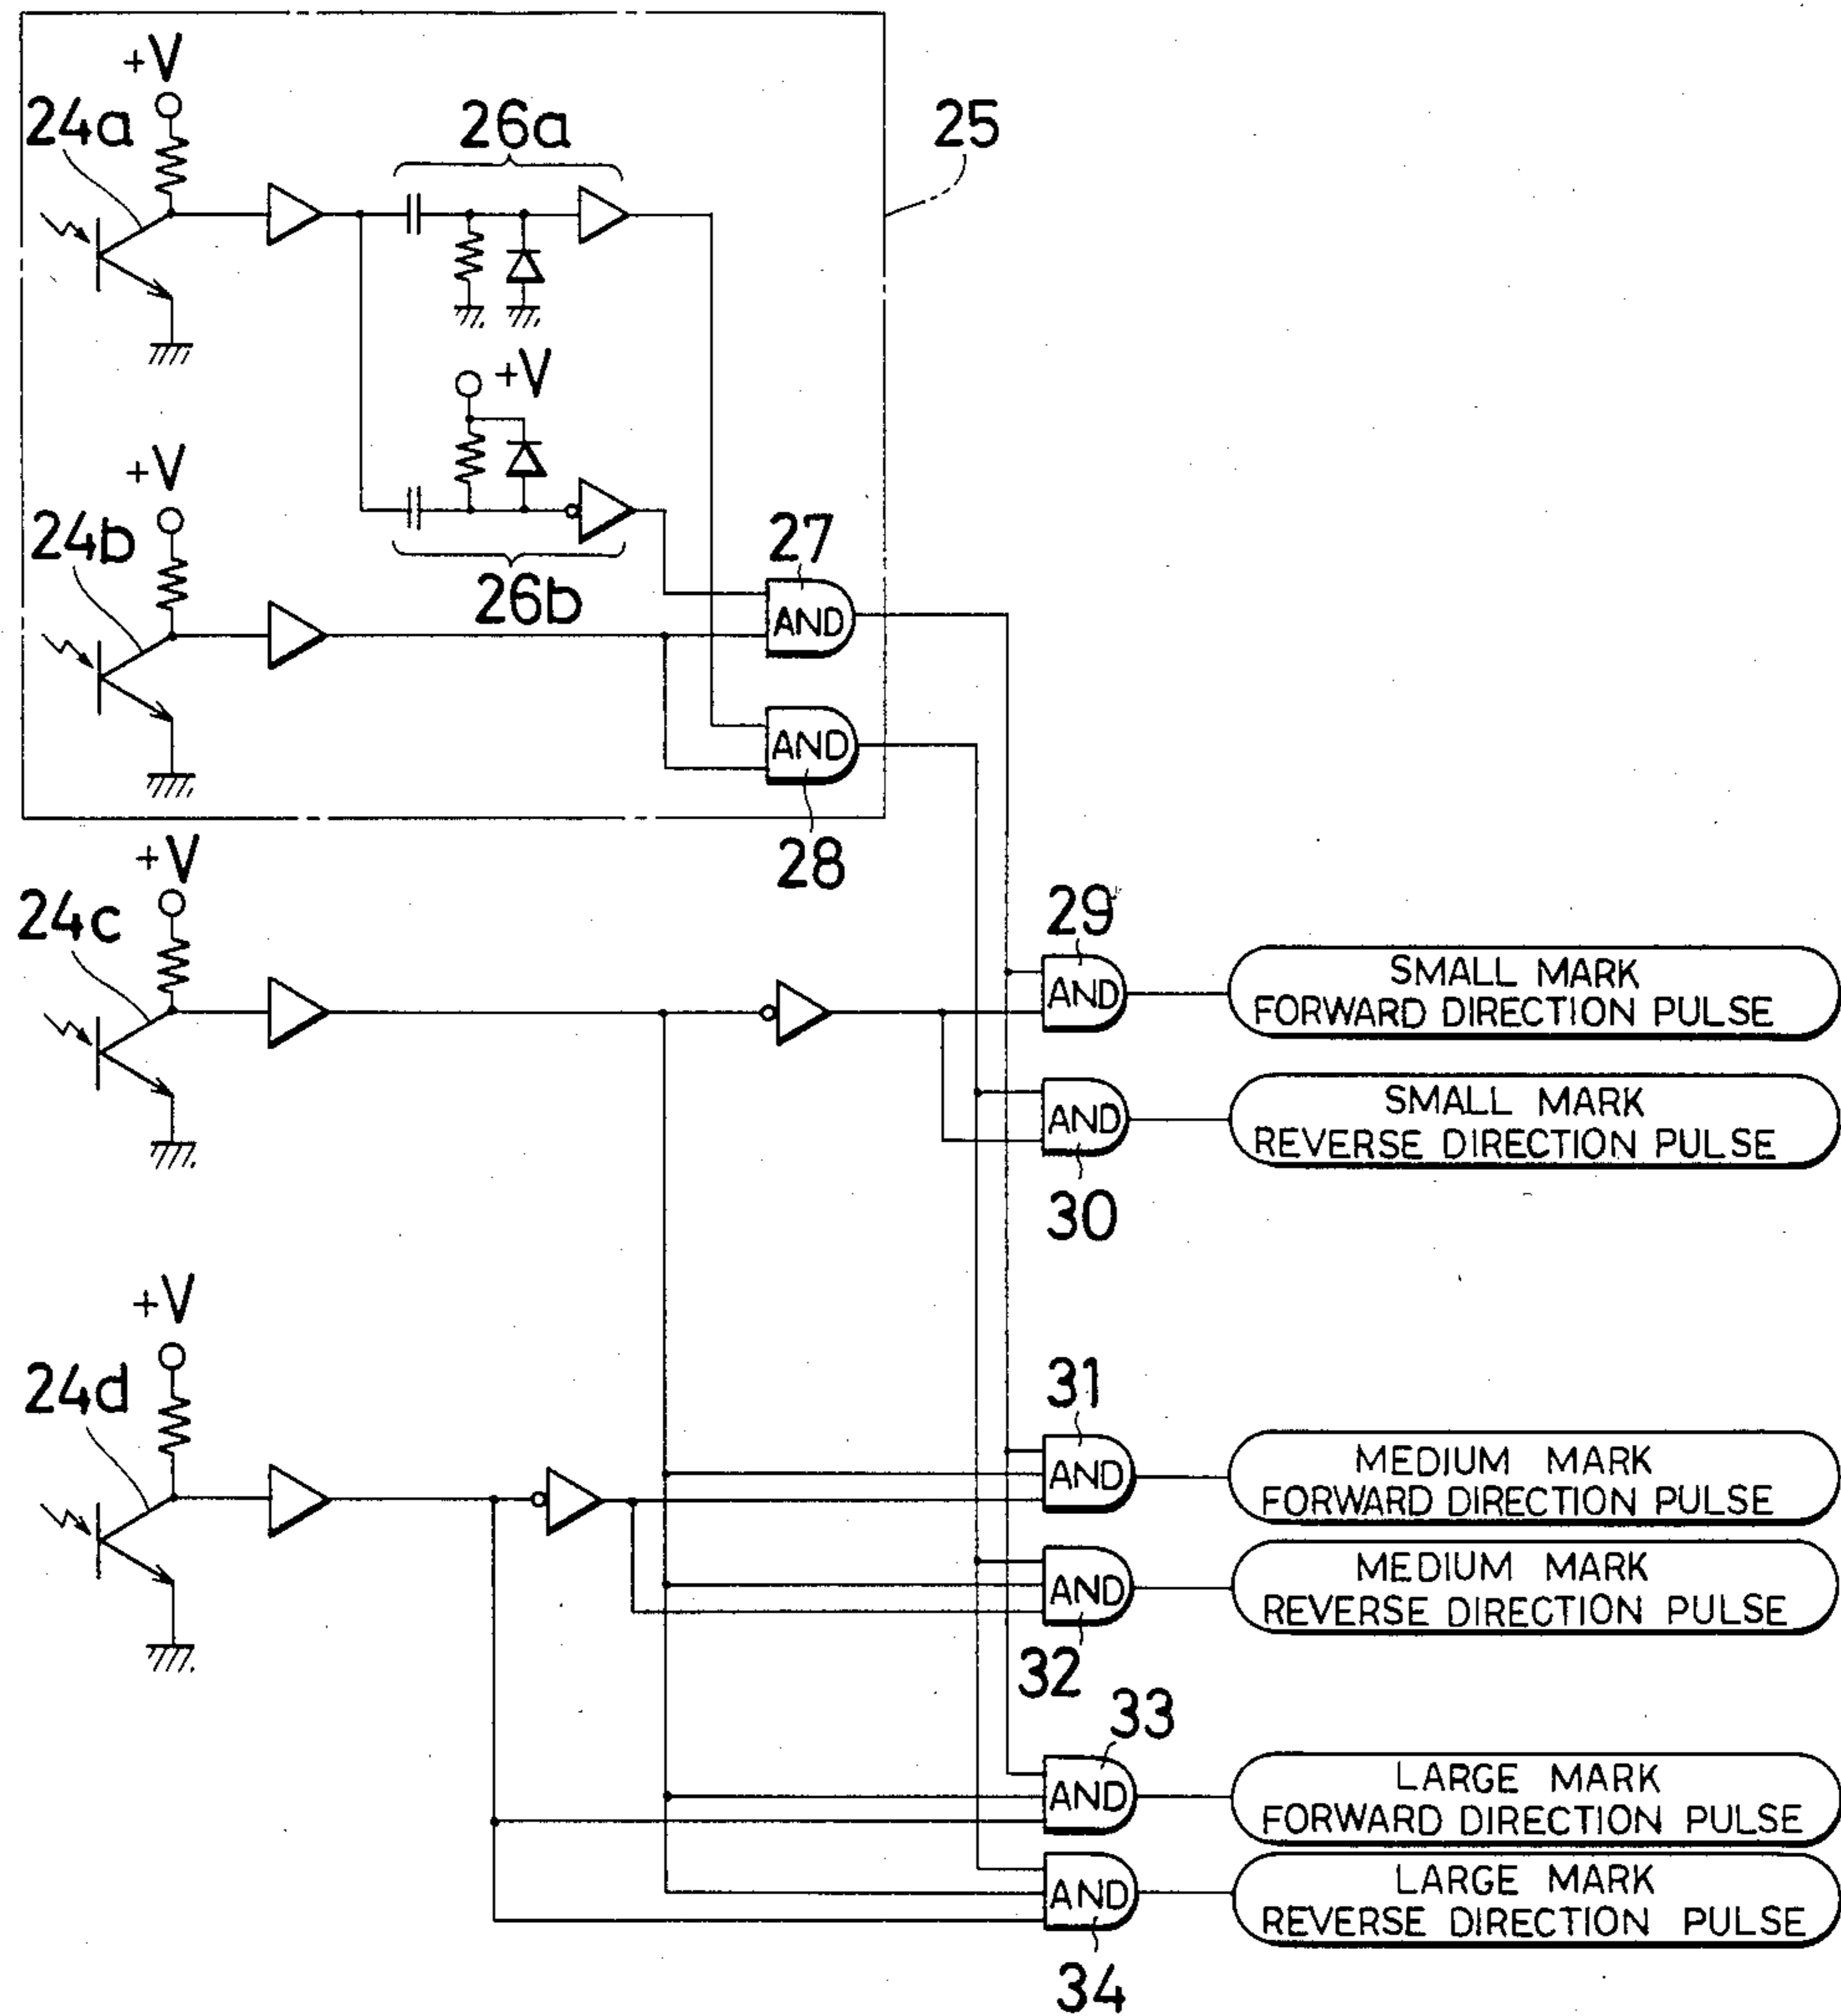 +V
24a
26a
25
+V
+V
24b
26b
27
AND
AND
28
+V
24c
29
AND
SMALL MARK
FORWARD DIRECTION PULSE
AND
SMALL MARK
REVERSE DIRECTION PULSE
30
+V
24d
31
AND
MEDIUM MARK
FORWARD DIRECTION PULSE
AND
MEDIUM MARK
REVERSE DIRECTION PULSE
32
33
AND
LARGE MARK
FORWARD DIRECTION PULSE
AND
LARGE MARK
REVERSE DIRECTION PULSE
34